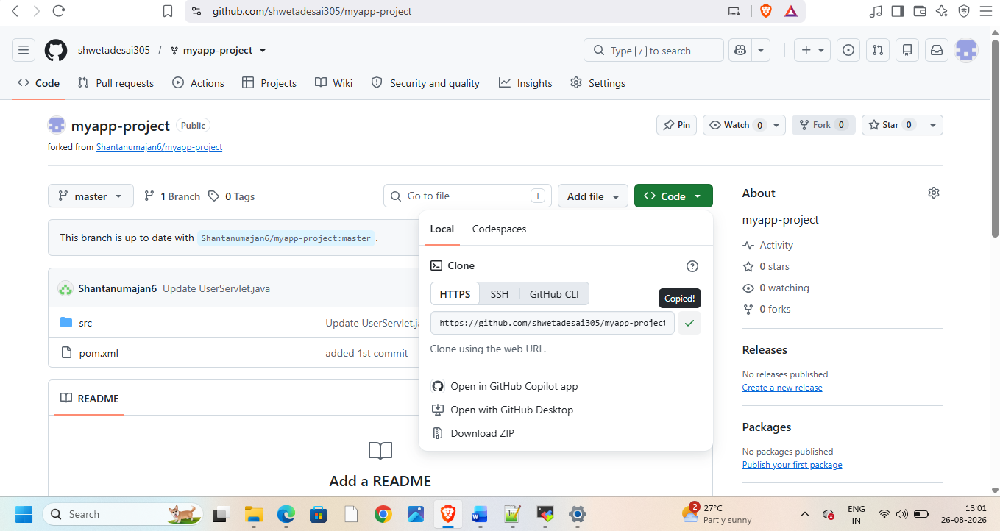 github.com/shwetadesai305/myapp-project
shwetadesai305 / myapp-project
Type / to search
Code Pull requests Actions Projects Wiki Security and quality Insights Settings
myapp-project Public
Pin Watch 0 Fork 0 Star 0
forked from Shantanumajan6/myapp-project
master 1 Branch 0 Tags
Go to file T Add file Code
About
myapp-project
Activity
0 stars
0 watching
0 forks
Releases
No releases published
Create a new release
Packages
No packages published
Publish your first package
This branch is up to date with Shantanumajan6/myapp-project:master .
Shantanumajan6 Update UserServlet.java
src Update UserServlet.ja
pom.xml added 1st commit
README
Add a README
Local Codespaces
Clone
HTTPS SSH GitHub CLI
Copied!
https://github.com/shwetadesai305/myapp-project
Clone using the web URL.
Open in GitHub Copilot app
Open with GitHub Desktop
Download ZIP
Search
2 27°C
Partly sunny
ENG
IN
13:01
26-08-2026